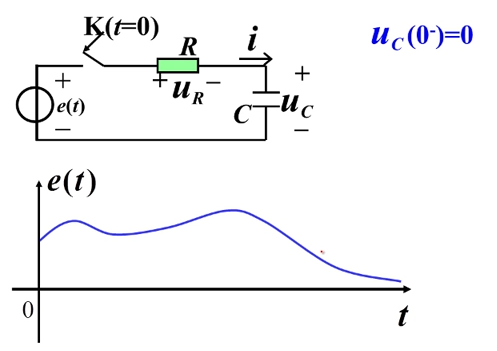 K(t=0)
u_C(0⁻)=0
R
i
+
+
u_R
−
+
e(t)
C
u_C
−
−
e(t)
0
t